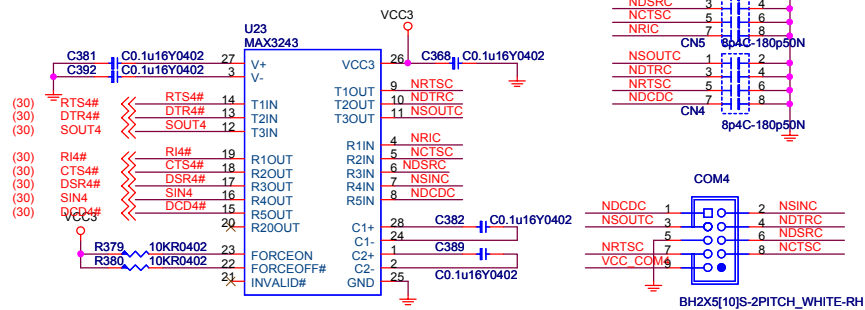 NDSRC 3 4
NCTSC 5 6
NRIC 7 8
CN5 8p4C-180p50N
NSOUTC 1 2
NDTRC 3 4
NRTSC 5 6
NDCDC 7 8
CN4
8p4C-180p50N
U23
MAX3243
VCC3
C381 C0.1u16Y0402 27 V+
C392 C0.1u16Y0402 3 V-
VCC3 26 C368 C0.1u16Y0402
T1OUT 9 NRTSC
T2OUT 10 NDTRC
T3OUT 11 NSOUTC
(30) RTS4# RTS4# 14 T1IN
(30) DTR4# DTR4# 13 T2IN
(30) SOUT4 SOUT4 12 T3IN
R1IN 4 NRIC
R2IN 5 NCTSC
R3IN 6 NDSRC
R4IN 7 NSINC
R5IN 8 NDCDC
(30) RI4# RI4# 19 R1OUT
(30) CTS4# CTS4# 18 R2OUT
(30) DSR4# DSR4# 17 R3OUT
(30) SIN4 SIN4 16 R4OUT
(30) DCD4# DCD4# 15 R5OUT
20 R20OUT
VCC3
R379 10KR0402 23 FORCEON
R380 10KR0402 22 FORCEOFF#
21 INVALID#
C1+ 28 C382 C0.1u16Y0402
C1- 24
C2+ 1 C389
C2- 2 C0.1u16Y0402
GND 25
COM4
NDCDC 1 2 NSINC
NSOUTC 3 4 NDTRC
5 6 NDSRC
NRTSC 7 8 NCTSC
VCC_COM4 9
BH2X5[10]S-2PITCH_WHITE-RH